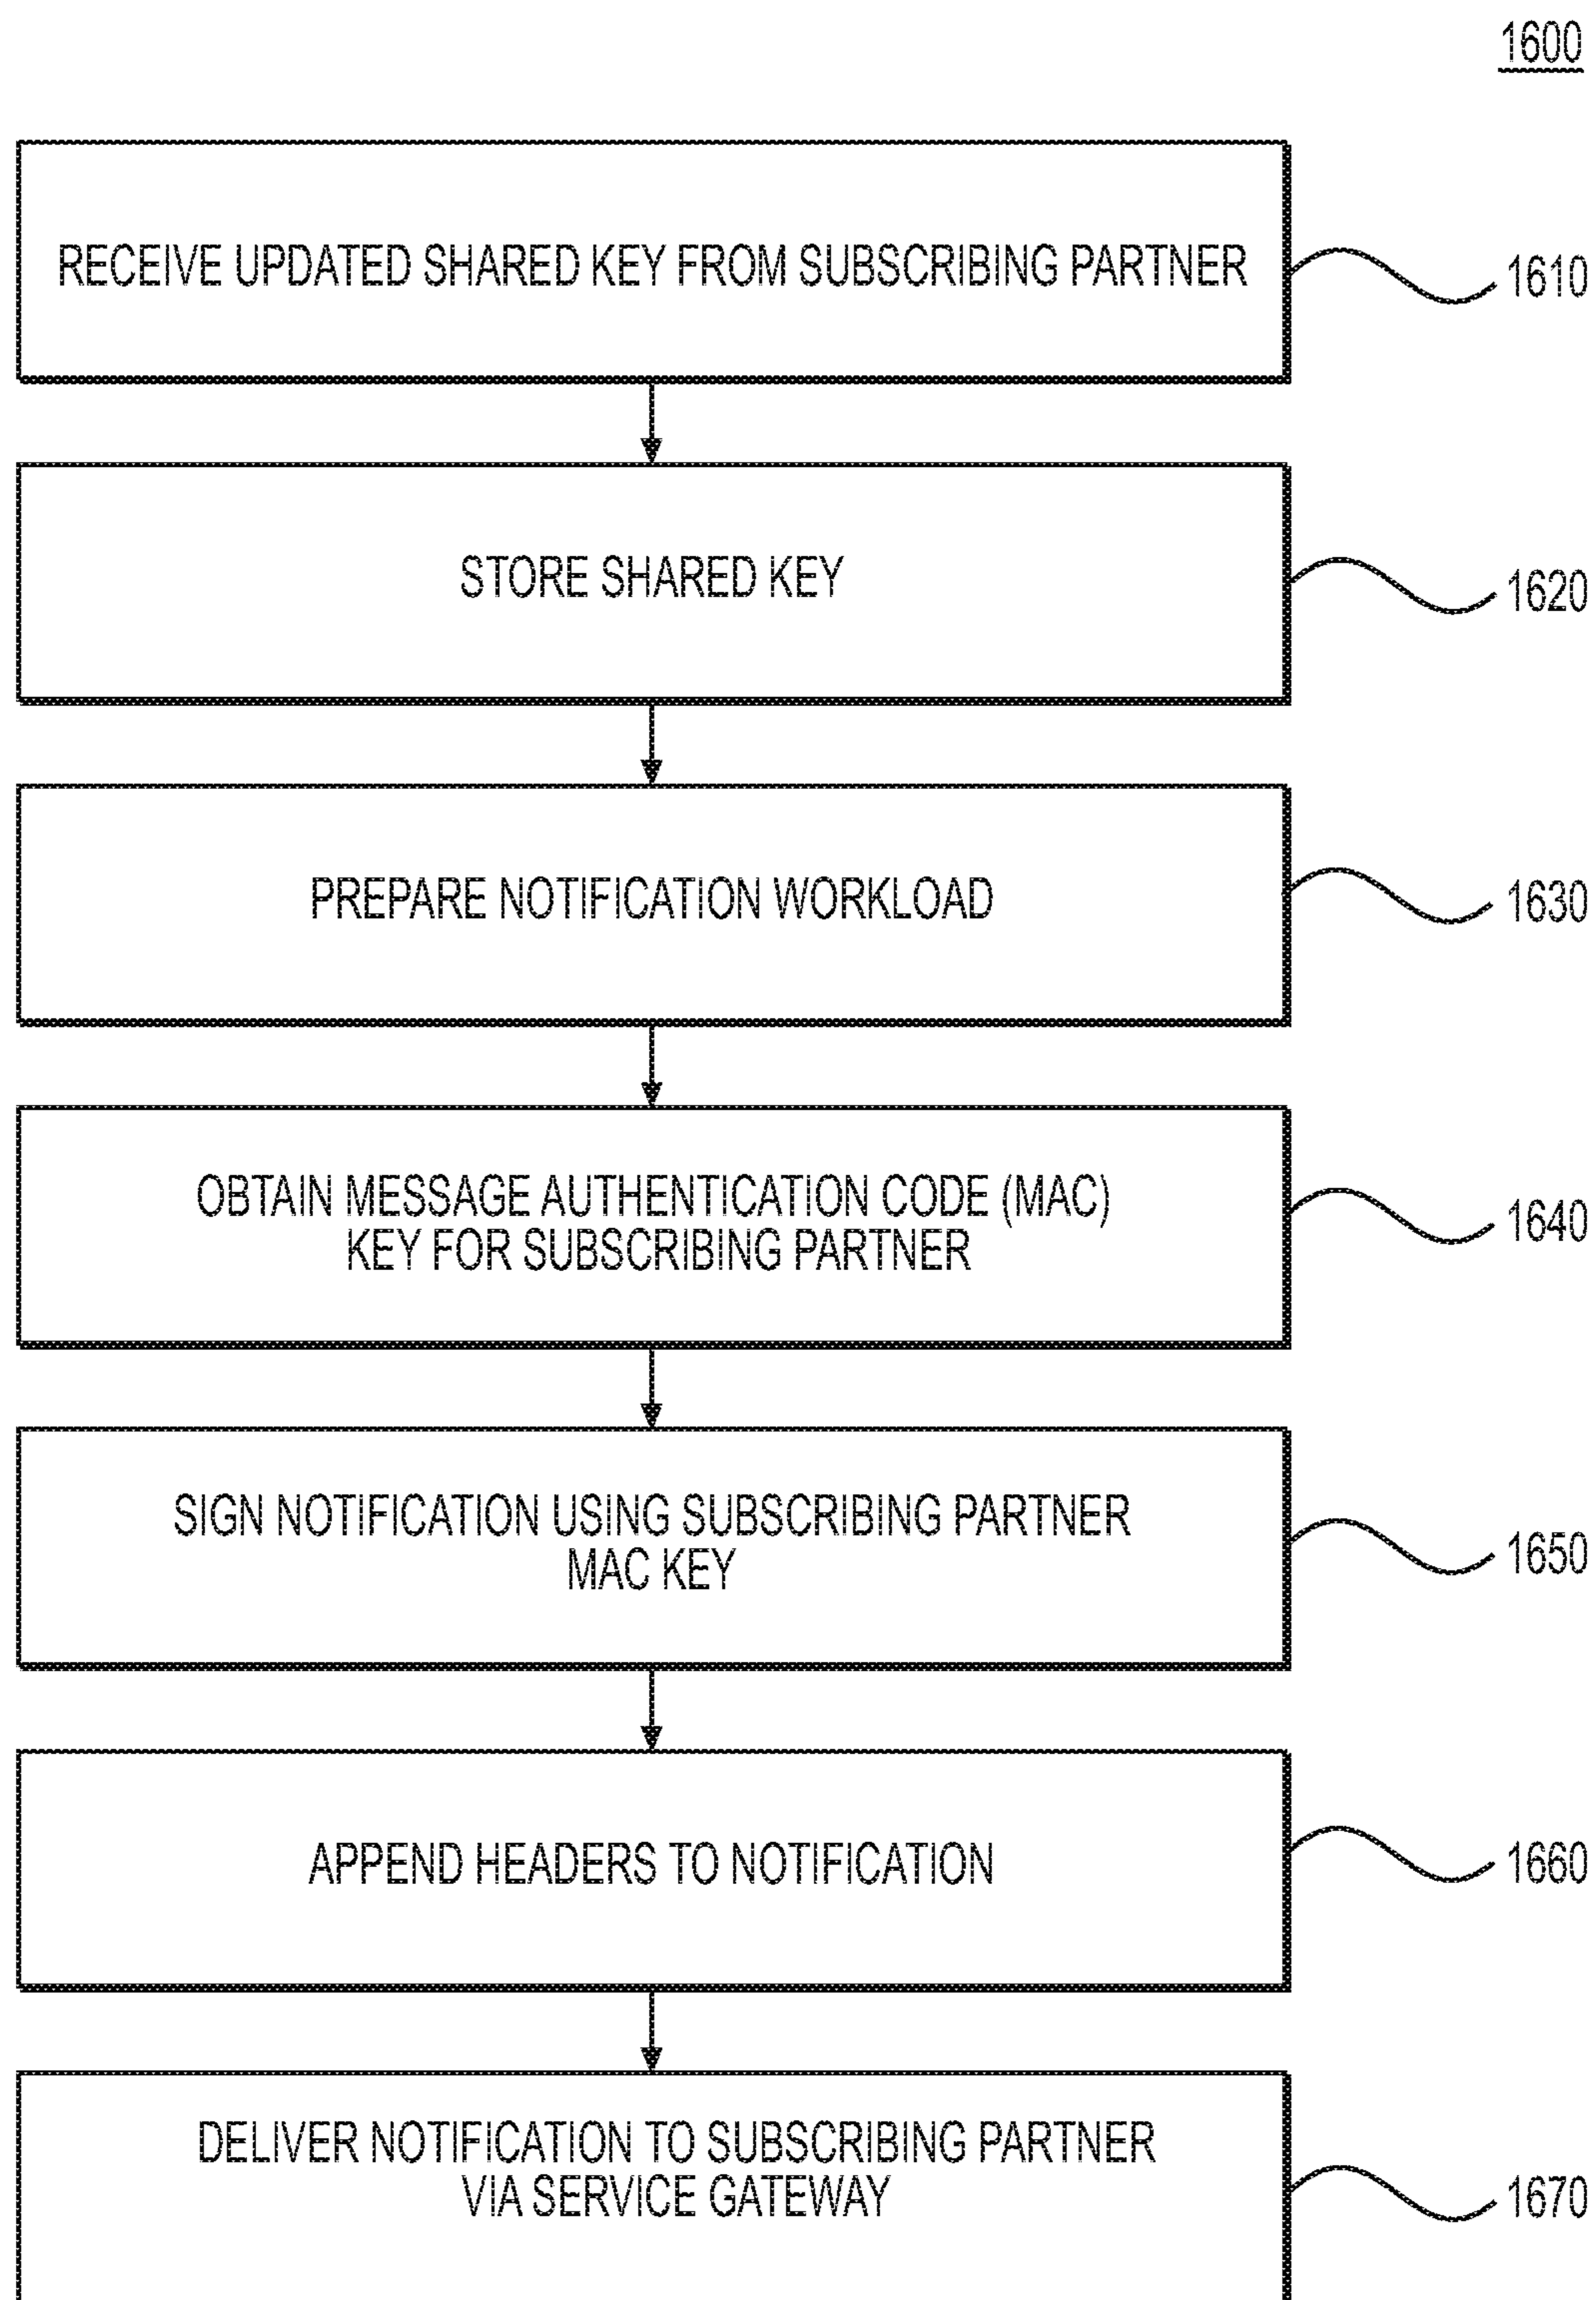 1600
RECEIVE UPDATED SHARED KEY FROM SUBSCRIBING PARTNER
1610
STORE SHARED KEY
1620
PREPARE NOTIFICATION WORKLOAD
1630
OBTAIN MESSAGE AUTHENTICATION CODE (MAC)
KEY FOR SUBSCRIBING PARTNER
1640
SIGN NOTIFICATION USING SUBSCRIBING PARTNER
MAC KEY
1650
APPEND HEADERS TO NOTIFICATION
1660
DELIVER NOTIFICATION TO SUBSCRIBING PARTNER
VIA SERVICE GATEWAY
1670